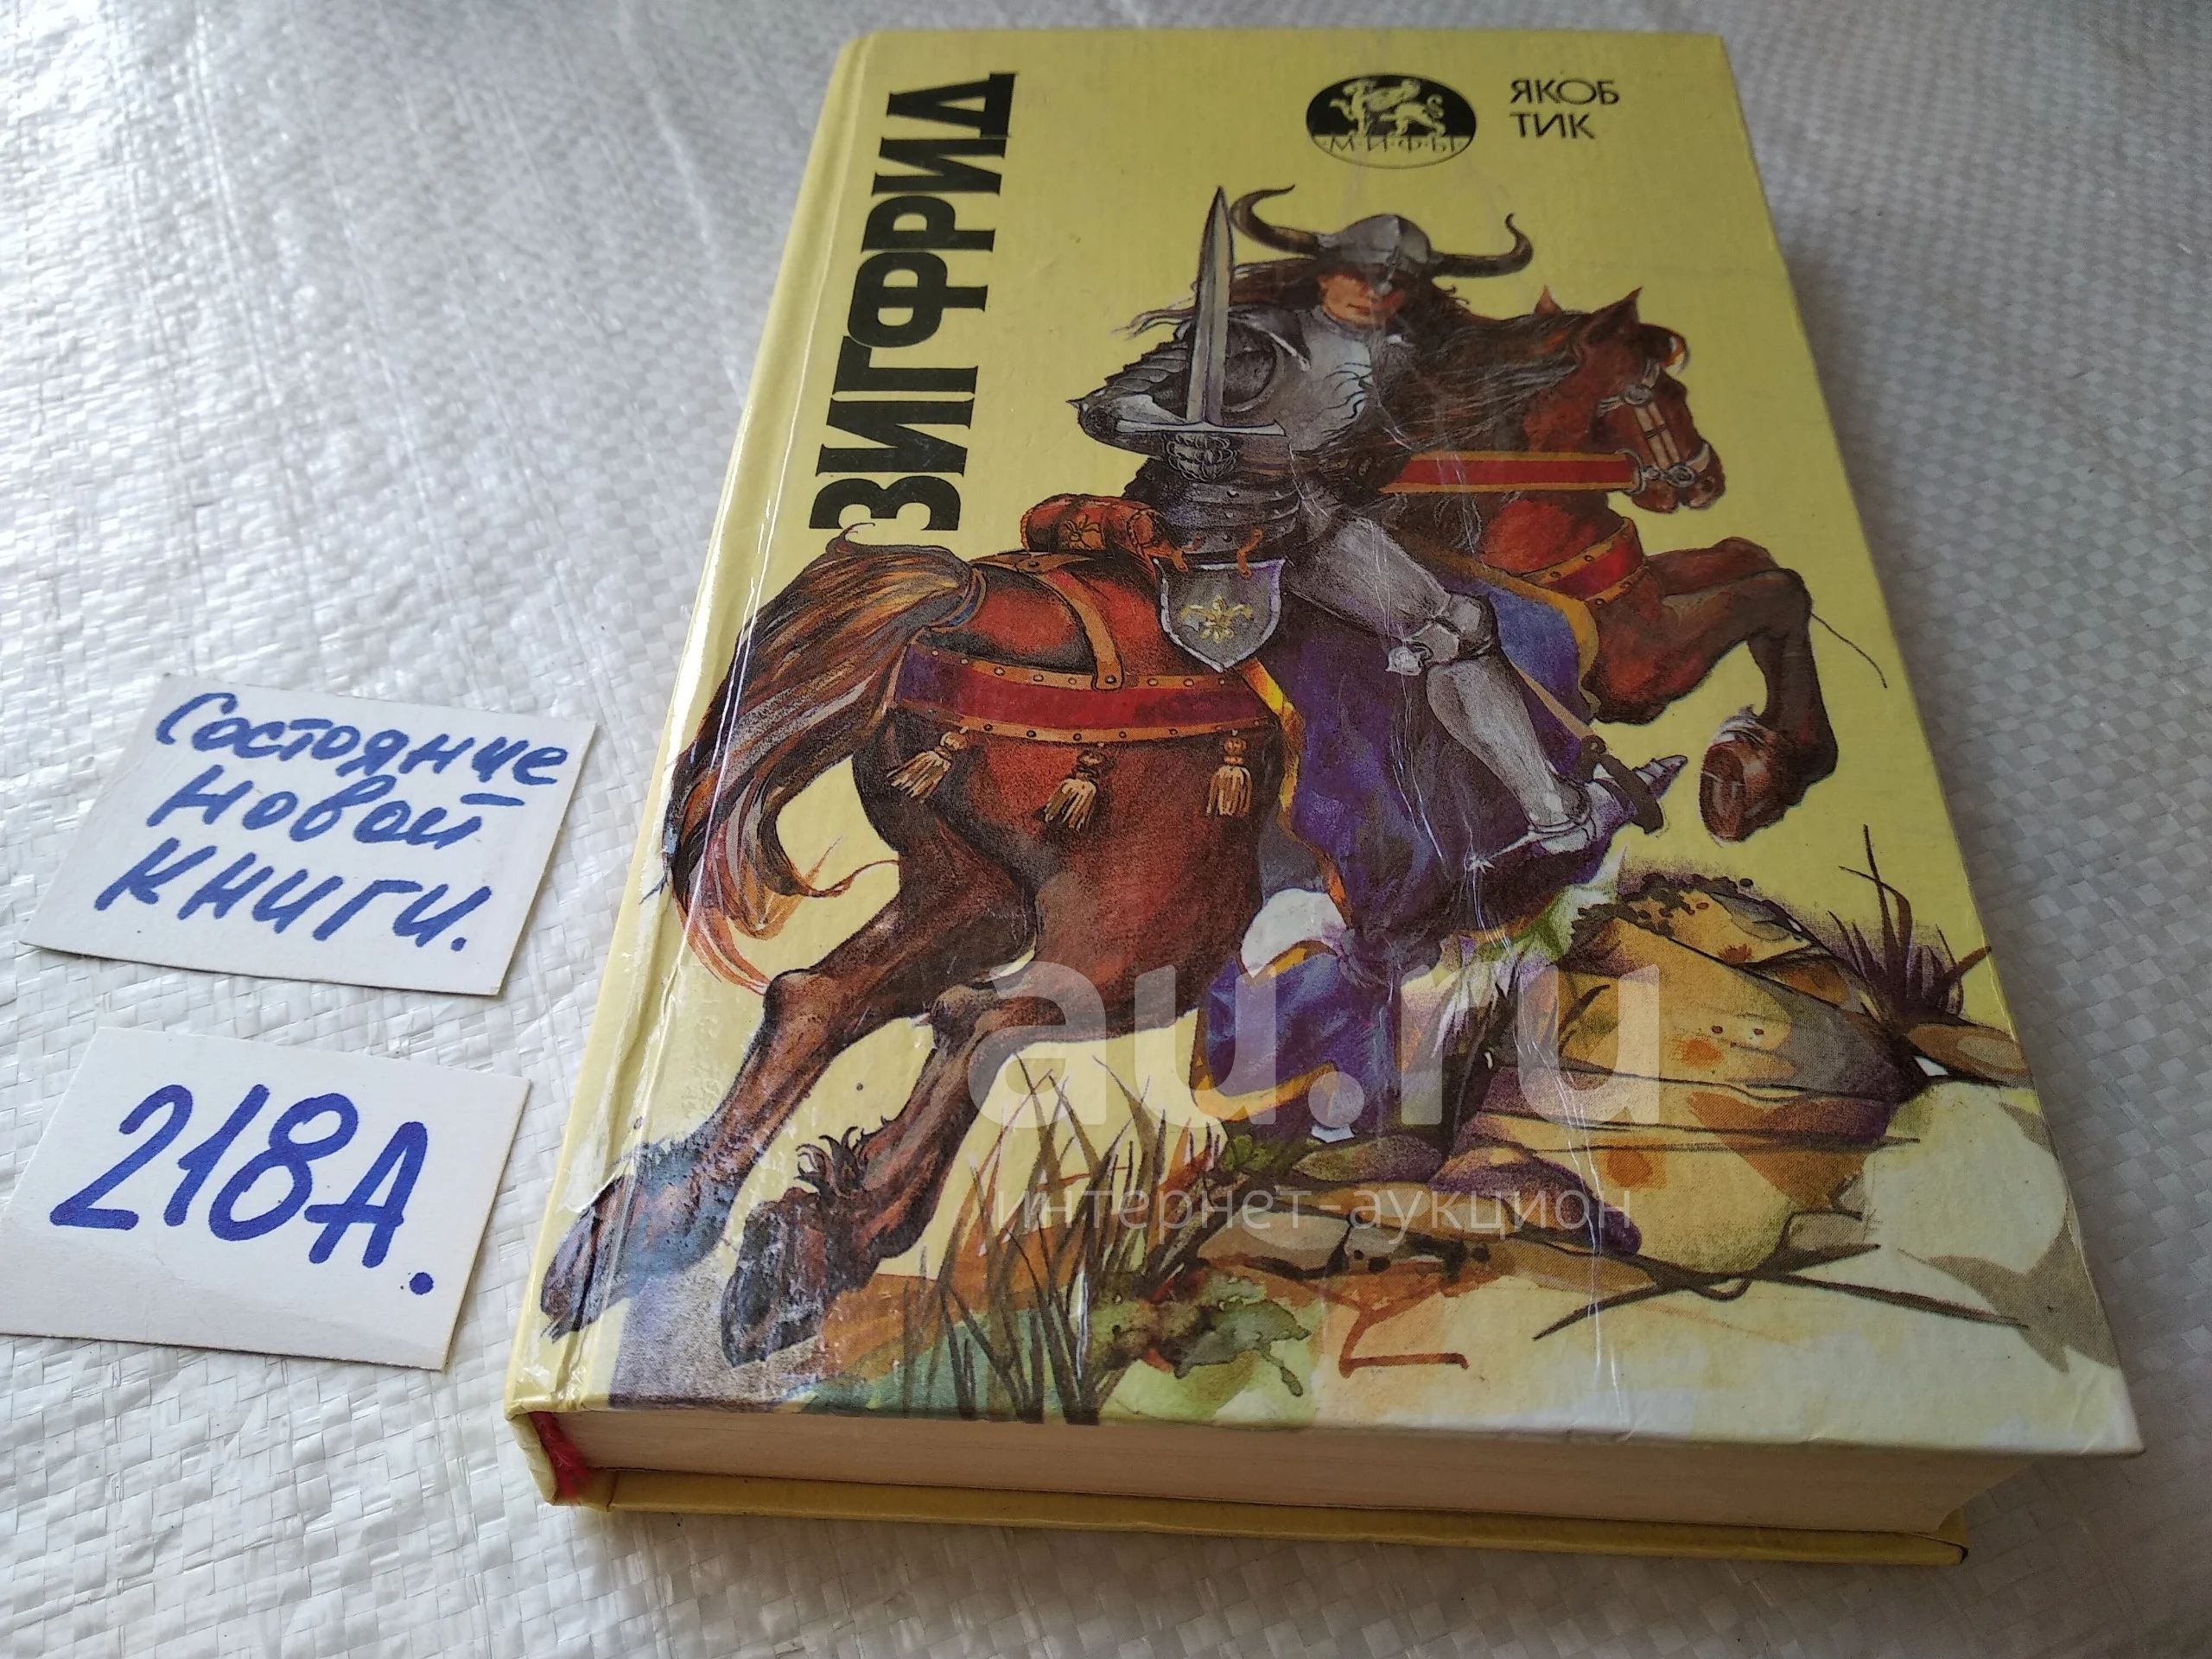 ЗИГФРИД
МИФЫ
ЯКОБ
ТИК
Состояние
новой
книги.
218А.
au.ru
интернет-аукцион